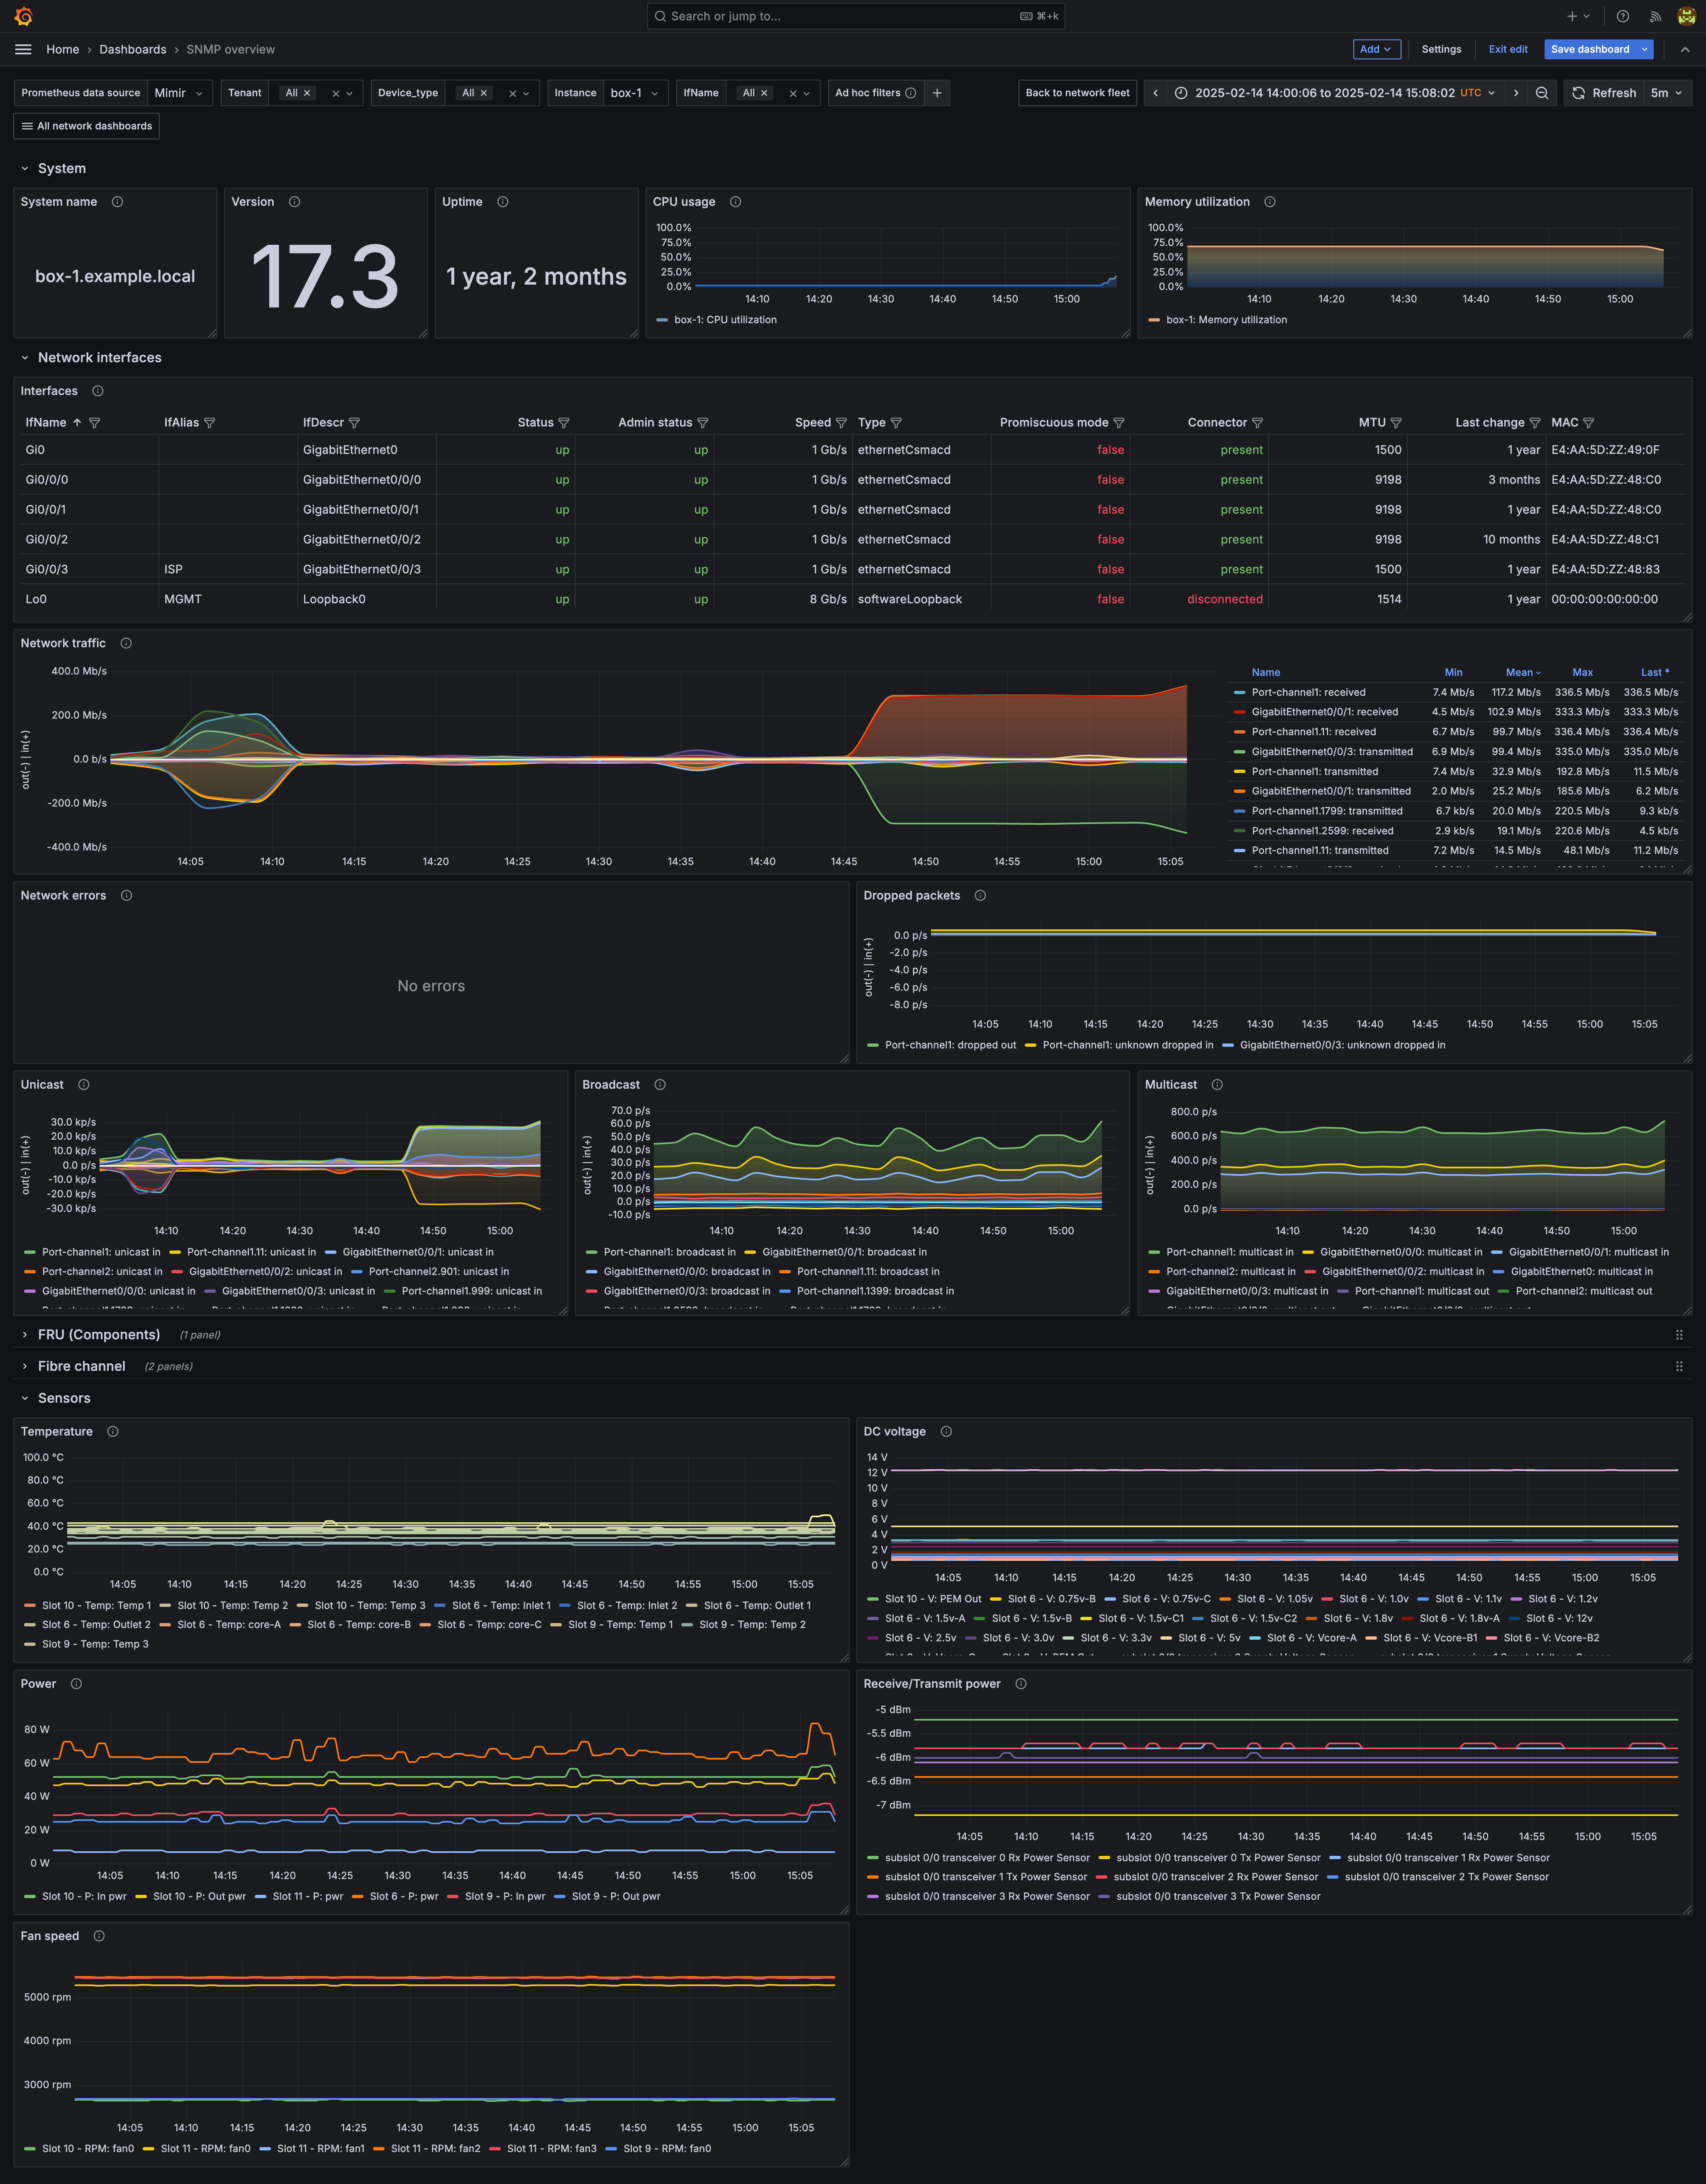 Search or jump to... ⌘+k
Home › Dashboards › SNMP overview Add Settings Exit edit Save dashboard
Prometheus data source Mimir Tenant All Device_type All Instance box-1 IfName All Ad hoc filters Back to network fleet 2025-02-14 14:00:06 to 2025-02-14 15:08:02 UTC Refresh 5m
All network dashboards
System
System name
box-1.example.local
Version
17.3
Uptime
1 year, 2 months
CPU usage
100.0%
75.0%
50.0%
25.0%
0.0%
14:10 14:20 14:30 14:40 14:50 15:00
box-1: CPU utilization
Memory utilization
100.0%
75.0%
50.0%
25.0%
0.0%
14:10 14:20 14:30 14:40 14:50 15:00
box-1: Memory utilization
Network interfaces
Interfaces
IfName IfAlias IfDescr Status Admin status Speed Type Promiscuous mode Connector MTU Last change MAC
Gi0 GigabitEthernet0 up up 1 Gb/s ethernetCsmacd false present 1500 1 year E4:AA:5D:ZZ:49:0F
Gi0/0/0 GigabitEthernet0/0/0 up up 1 Gb/s ethernetCsmacd false present 9198 3 months E4:AA:5D:ZZ:48:C0
Gi0/0/1 GigabitEthernet0/0/1 up up 1 Gb/s ethernetCsmacd false present 9198 1 year E4:AA:5D:ZZ:48:C0
Gi0/0/2 GigabitEthernet0/0/2 up up 1 Gb/s ethernetCsmacd false present 9198 10 months E4:AA:5D:ZZ:48:C1
Gi0/0/3 ISP GigabitEthernet0/0/3 up up 1 Gb/s ethernetCsmacd false present 1500 1 year E4:AA:5D:ZZ:48:83
Lo0 MGMT Loopback0 up up 8 Gb/s softwareLoopback false disconnected 1514 1 year 00:00:00:00:00:00
Network traffic
out(-) | in(+)
400.0 Mb/s
200.0 Mb/s
0.0 b/s
-200.0 Mb/s
-400.0 Mb/s
14:05 14:10 14:15 14:20 14:25 14:30 14:35 14:40 14:45 14:50 14:55 15:00 15:05
Name Min Mean Max Last *
Port-channel1: received 7.4 Mb/s 117.2 Mb/s 336.5 Mb/s 336.5 Mb/s
GigabitEthernet0/0/1: received 4.5 Mb/s 102.9 Mb/s 333.3 Mb/s 333.3 Mb/s
Port-channel1.11: received 6.7 Mb/s 99.7 Mb/s 336.4 Mb/s 336.4 Mb/s
GigabitEthernet0/0/3: transmitted 6.9 Mb/s 99.4 Mb/s 335.0 Mb/s 335.0 Mb/s
Port-channel1: transmitted 7.4 Mb/s 32.9 Mb/s 192.8 Mb/s 11.5 Mb/s
GigabitEthernet0/0/1: transmitted 2.0 Mb/s 25.2 Mb/s 185.6 Mb/s 6.2 Mb/s
Port-channel1.1799: transmitted 6.7 kb/s 20.0 Mb/s 220.5 Mb/s 9.3 kb/s
Port-channel1.2599: received 2.9 kb/s 19.1 Mb/s 220.6 Mb/s 4.5 kb/s
Port-channel1.11: transmitted 7.2 Mb/s 14.5 Mb/s 48.1 Mb/s 11.2 Mb/s
Network errors
No errors
Dropped packets
out(-) | in(+)
0.0 p/s
-2.0 p/s
-4.0 p/s
-6.0 p/s
-8.0 p/s
14:05 14:10 14:15 14:20 14:25 14:30 14:35 14:40 14:45 14:50 14:55 15:00 15:05
Port-channel1: dropped out Port-channel1: unknown dropped in GigabitEthernet0/0/3: unknown dropped in
Unicast
out(-) | in(+)
30.0 kp/s
20.0 kp/s
10.0 kp/s
0.0 p/s
-10.0 kp/s
-20.0 kp/s
-30.0 kp/s
14:10 14:20 14:30 14:40 14:50 15:00
Port-channel1: unicast in Port-channel1.11: unicast in GigabitEthernet0/0/1: unicast in
Port-channel2: unicast in GigabitEthernet0/0/2: unicast in Port-channel2.901: unicast in
GigabitEthernet0/0/0: unicast in GigabitEthernet0/0/3: unicast in Port-channel1.999: unicast in
Broadcast
out(-) | in(+)
70.0 p/s
60.0 p/s
50.0 p/s
40.0 p/s
30.0 p/s
20.0 p/s
10.0 p/s
0.0 p/s
-10.0 p/s
14:10 14:20 14:30 14:40 14:50 15:00
Port-channel1: broadcast in GigabitEthernet0/0/1: broadcast in
GigabitEthernet0/0/0: broadcast in Port-channel1.11: broadcast in
GigabitEthernet0/0/3: broadcast in Port-channel1.1399: broadcast in
Multicast
out(-) | in(+)
800.0 p/s
600.0 p/s
400.0 p/s
200.0 p/s
0.0 p/s
14:10 14:20 14:30 14:40 14:50 15:00
Port-channel1: multicast in GigabitEthernet0/0/0: multicast in GigabitEthernet0/0/1: multicast in
Port-channel2: multicast in GigabitEthernet0/0/2: multicast in GigabitEthernet0: multicast in
GigabitEthernet0/0/3: multicast in Port-channel1: multicast out Port-channel2: multicast out
FRU (Components) (1 panel)
Fibre channel (2 panels)
Sensors
Temperature
100.0 °C
80.0 °C
60.0 °C
40.0 °C
20.0 °C
0.0 °C
14:05 14:10 14:15 14:20 14:25 14:30 14:35 14:40 14:45 14:50 14:55 15:00 15:05
Slot 10 - Temp: Temp 1 Slot 10 - Temp: Temp 2 Slot 10 - Temp: Temp 3 Slot 6 - Temp: Inlet 1 Slot 6 - Temp: Inlet 2 Slot 6 - Temp: Outlet 1
Slot 6 - Temp: Outlet 2 Slot 6 - Temp: core-A Slot 6 - Temp: core-B Slot 6 - Temp: core-C Slot 9 - Temp: Temp 1 Slot 9 - Temp: Temp 2
Slot 9 - Temp: Temp 3
DC voltage
14 V
12 V
10 V
8 V
6 V
4 V
2 V
0 V
14:05 14:10 14:15 14:20 14:25 14:30 14:35 14:40 14:45 14:50 14:55 15:00 15:05
Slot 10 - V: PEM Out Slot 6 - V: 0.75v-B Slot 6 - V: 0.75v-C Slot 6 - V: 1.05v Slot 6 - V: 1.0v Slot 6 - V: 1.1v Slot 6 - V: 1.2v
Slot 6 - V: 1.5v-A Slot 6 - V: 1.5v-B Slot 6 - V: 1.5v-C1 Slot 6 - V: 1.5v-C2 Slot 6 - V: 1.8v Slot 6 - V: 1.8v-A Slot 6 - V: 12v
Slot 6 - V: 2.5v Slot 6 - V: 3.0v Slot 6 - V: 3.3v Slot 6 - V: 5v Slot 6 - V: Vcore-A Slot 6 - V: Vcore-B1 Slot 6 - V: Vcore-B2
Power
80 W
60 W
40 W
20 W
0 W
14:05 14:10 14:15 14:20 14:25 14:30 14:35 14:40 14:45 14:50 14:55 15:00 15:05
Slot 10 - P: In pwr Slot 10 - P: Out pwr Slot 11 - P: pwr Slot 6 - P: pwr Slot 9 - P: In pwr Slot 9 - P: Out pwr
Receive/Transmit power
-5 dBm
-5.5 dBm
-6 dBm
-6.5 dBm
-7 dBm
14:05 14:10 14:15 14:20 14:25 14:30 14:35 14:40 14:45 14:50 14:55 15:00 15:05
subslot 0/0 transceiver 0 Rx Power Sensor subslot 0/0 transceiver 0 Tx Power Sensor subslot 0/0 transceiver 1 Rx Power Sensor
subslot 0/0 transceiver 1 Tx Power Sensor subslot 0/0 transceiver 2 Rx Power Sensor subslot 0/0 transceiver 2 Tx Power Sensor
subslot 0/0 transceiver 3 Rx Power Sensor subslot 0/0 transceiver 3 Tx Power Sensor
Fan speed
5000 rpm
4000 rpm
3000 rpm
14:05 14:10 14:15 14:20 14:25 14:30 14:35 14:40 14:45 14:50 14:55 15:00 15:05
Slot 10 - RPM: fan0 Slot 11 - RPM: fan0 Slot 11 - RPM: fan1 Slot 11 - RPM: fan2 Slot 11 - RPM: fan3 Slot 9 - RPM: fan0